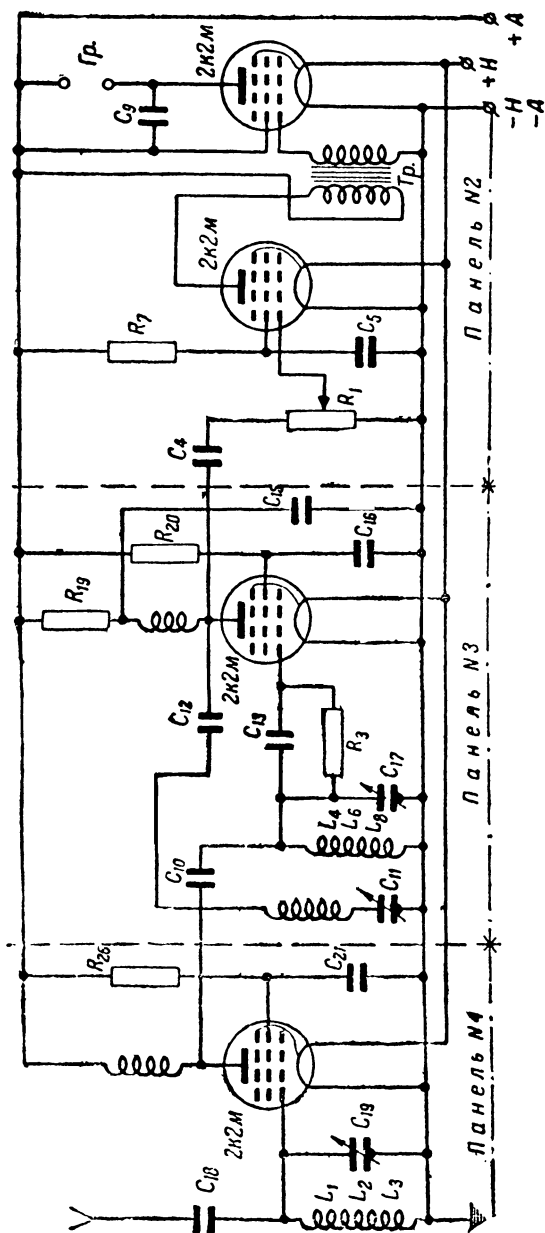 C18
L1
L2
L3
C19
2к2м
R26
C21
Панель N4
C10
C11
L4
L6
L8
C17
R3
C13
C12
2к2м
R19
R20
C15
C16
Панель N3
C4
R1
R7
C5
2к2м
Тр.
C9
Гр.
2к2м
Панель N2
+A
+H
-H
-A